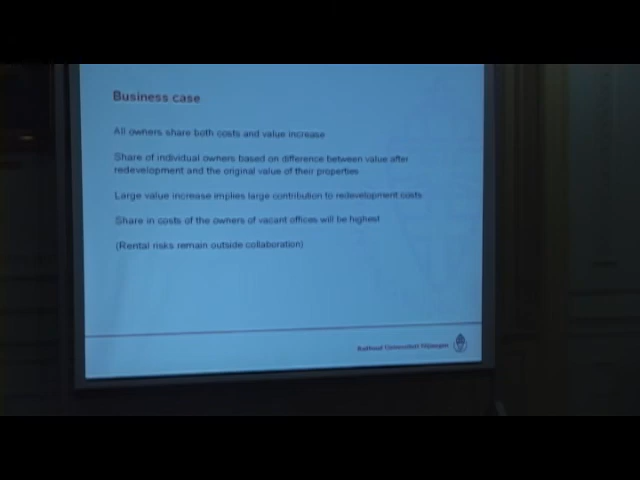 Business case
All owners share both costs and value increase
Share of individual owners based on difference between value after
redevelopment and the original value of their properties
Large value increase implies large contribution to redevelopment costs
Share in costs of the owners of vacant offices will be highest
(Rental risks remain outside collaboration)
Radboud Universiteit Nijmegen